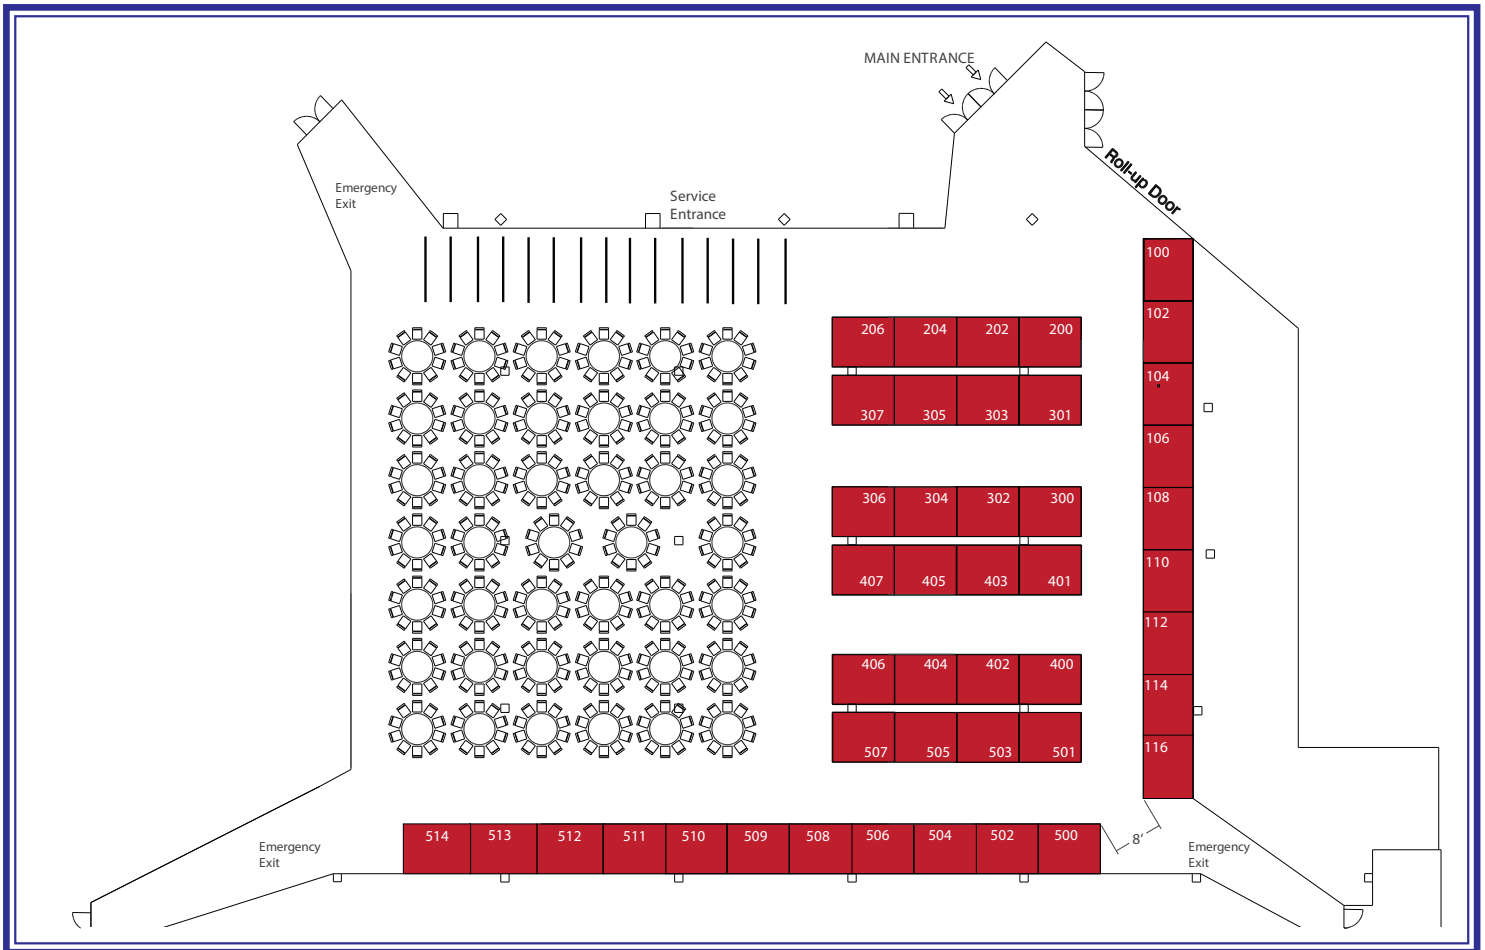 MAIN ENTRANCE
Roll-up Door
Emergency
Exit
Service
Entrance
100
102
104
106
108
110
112
114
116
206 204 202 200
307 305 303 301
306 304 302 300
407 405 403 401
406 404 402 400
507 505 503 501
514 513 512 511 510 509 508 506 504 502 500
8'
Emergency
Exit
Emergency
Exit